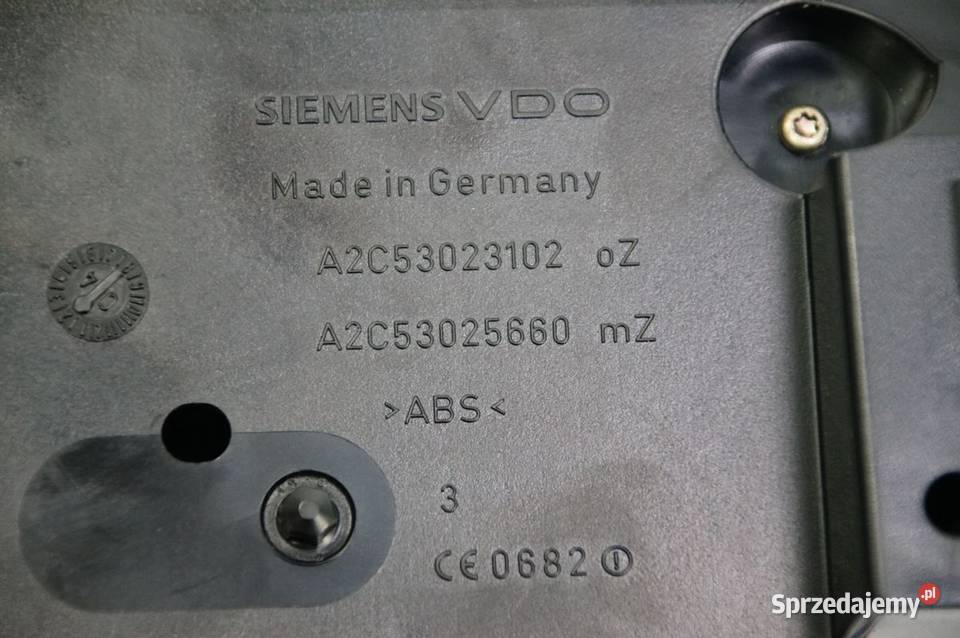 SIEMENS VDO
Made in Germany
A2C53023102 oZ
A2C53025660 mZ
>ABS<
3
CE 0682
Sprzedajemy.pl